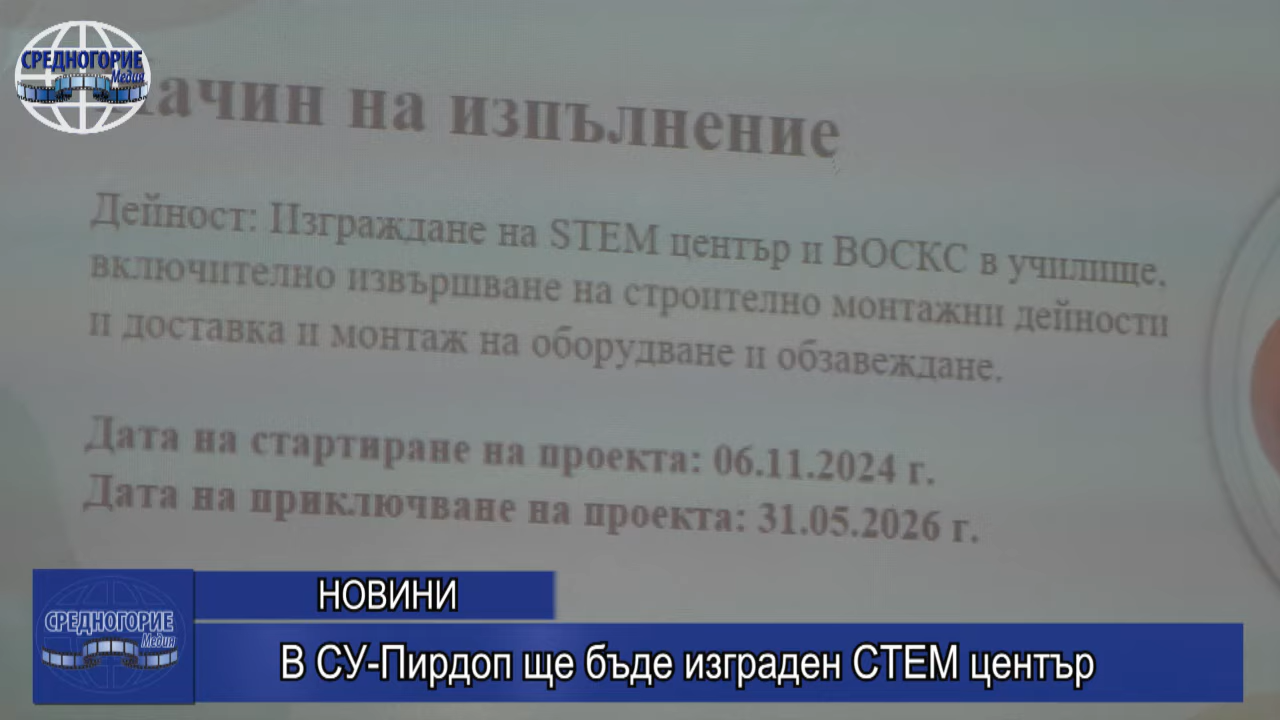 СРЕДНОГОРИЕ
Медия
Начин на изпълнение
Дейност: Изграждане на STEM център и ВОСКС в училище,
включително извършване на строително монтажни дейности
и доставка и монтаж на оборудване и обзавеждане.
Дата на стартиране на проекта: 06.11.2024 г.
Дата на приключване на проекта: 31.05.2026 г.
НОВИНИ
СРЕДНОГОРИЕ
Медия
В СУ-Пирдоп ще бъде изграден СТЕМ център